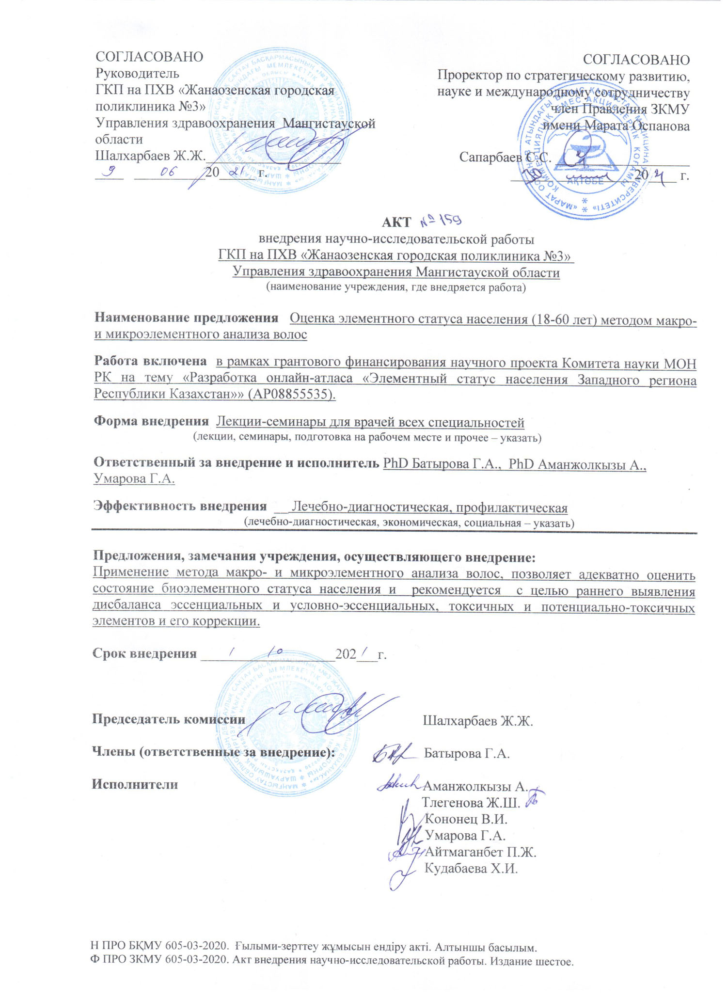 СОГЛАСОВАНО
Руководитель
ГКП на ПХВ «Жанаозенская городская
поликлиника №3»
Управления здравоохранения Мангистауской
области
Шалхарбаев Ж.Ж.___________________
9 06 2021 г.
СОГЛАСОВАНО
Проректор по стратегическому развитию,
науке и международному сотрудничеству
член Правления ЗКМУ
имени Марата Оспанова
Сапарбаев С.С. ___________________
20 г.
АҚТӨБЕ
АКТ №159
внедрения научно-исследовательской работы
ГКП на ПХВ «Жанаозенская городская поликлиника №3»
Управления здравоохранения Мангистауской области
(наименование учреждения, где внедряется работа)
Наименование предложения Оценка элементного статуса населения (18-60 лет) методом макро-
и микроэлементного анализа волос
Работа включена в рамках грантового финансирования научного проекта Комитета науки МОН
РК на тему «Разработка онлайн-атласа «Элементный статус населения Западного региона
Республики Казахстан»» (AP08855535).
Форма внедрения Лекции-семинары для врачей всех специальностей
(лекции, семинары, подготовка на рабочем месте и прочее – указать)
Ответственный за внедрение и исполнитель PhD Батырова Г.А., PhD Аманжолкызы А.,
Умарова Г.А.
Эффективность внедрения __ Лечебно-диагностическая, профилактическая
(лечебно-диагностическая, экономическая, социальная – указать)
Предложения, замечания учреждения, осуществляющего внедрение:
Применение метода макро- и микроэлементного анализа волос, позволяет адекватно оценить
состояние биоэлементного статуса населения и рекомендуется с целью раннего выявления
дисбаланса эссенциальных и условно-эссенциальных, токсичных и потенциально-токсичных
элементов и его коррекции.
Срок внедрения 1 10 2021 г.
Председатель комиссии Шалхарбаев Ж.Ж.
Члены (ответственные за внедрение): Батырова Г.А.
Исполнители Аманжолкызы А.
Тлегенова Ж.Ш.
Кононец В.И.
Умарова Г.А.
Айтмаганбет П.Ж.
Кудабаева Х.И.
Н ПРО БҚМУ 605-03-2020. Ғылыми-зерттеу жұмысын ендіру акті. Алтыншы басылым.
Ф ПРО ЗКМУ 605-03-2020. Акт внедрения научно-исследовательской работы. Издание шестое.